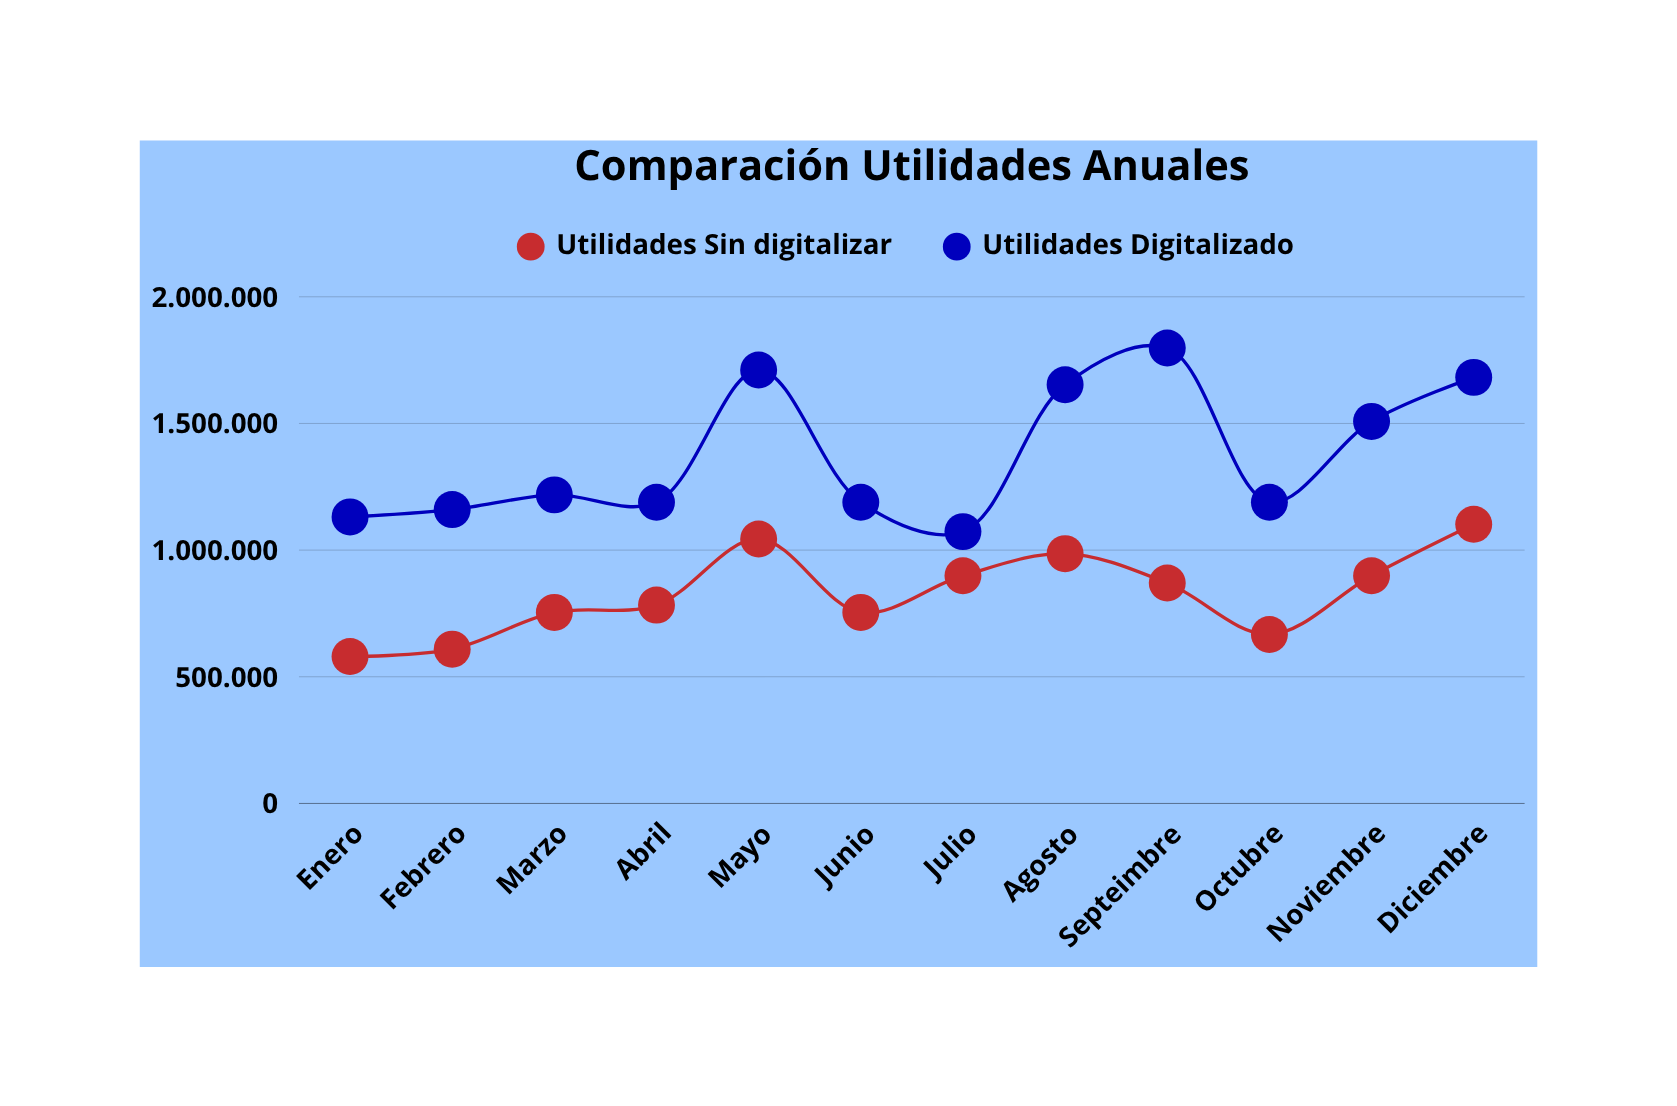 Comparación Utilidades Anuales
Utilidades Sin digitalizar
Utilidades Digitalizado
2.000.000
1.500.000
1.000.000
500.000
0
Enero
Febrero
Marzo
Abril
Mayo
Junio
Julio
Agosto
Septeimbre
Octubre
Noviembre
Diciembre